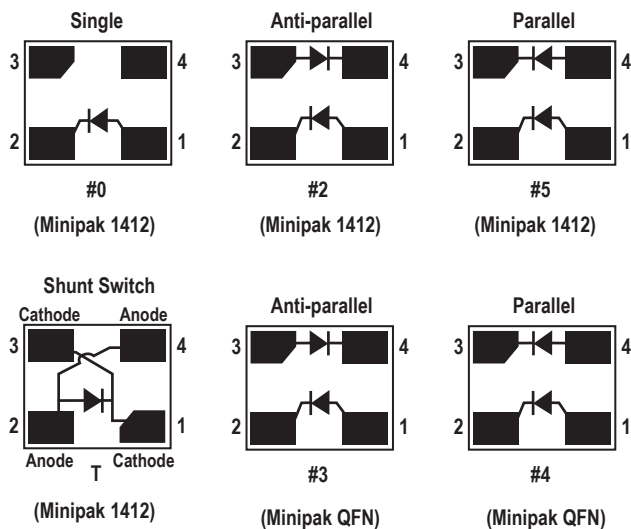 Single
Anti-parallel
Parallel
3 4
3 4
3 4
2 1
2 1
2 1
#0
#2
#5
(Minipak 1412)
(Minipak 1412)
(Minipak 1412)
Shunt Switch
Anti-parallel
Parallel
Cathode Anode
3 4
3 4
3 4
2 1
2 1
2 1
Anode Cathode
T
#3
#4
(Minipak 1412)
(Minipak QFN)
(Minipak QFN)